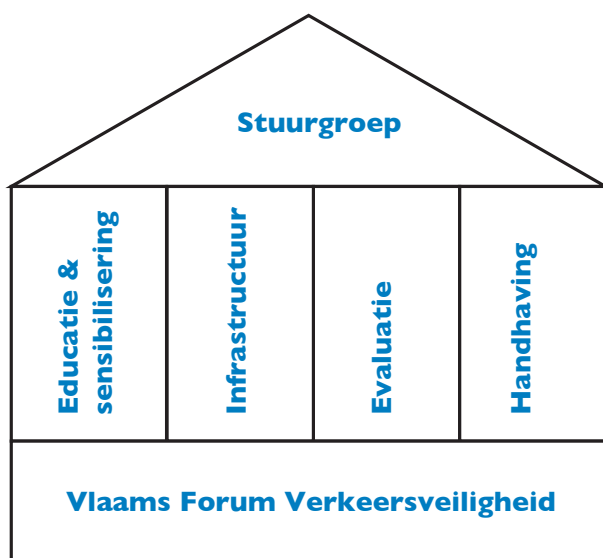 Stuurgroep
Educatie &
sensibilisering
Infrastructuur
Evaluatie
Handhaving
Vlaams Forum Verkeersveiligheid